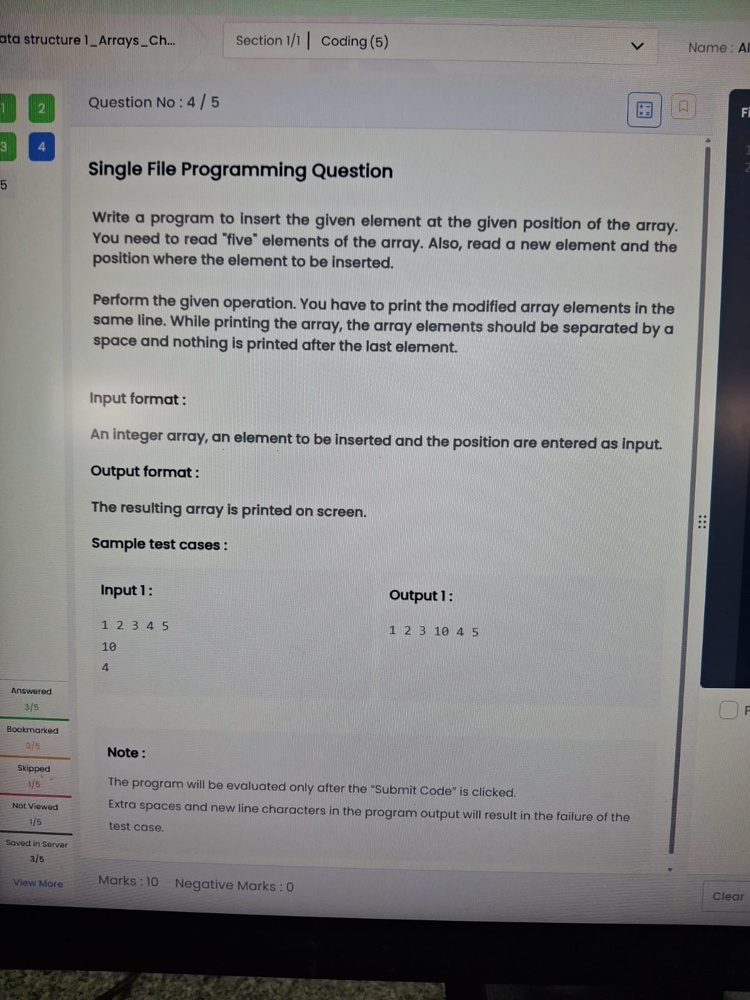 ata structure 1_Arrays_Ch...
Section 1/1 | Coding (5)
Name : Al
1 2
3 4
5
Question No : 4 / 5
Fi
1
2
Single File Programming Question
Write a program to insert the given element at the given position of the array.
You need to read "five" elements of the array. Also, read a new element and the
position where the element to be inserted.
Perform the given operation. You have to print the modified array elements in the
same line. While printing the array, the array elements should be separated by a
space and nothing is printed after the last element.
Input format :
An integer array, an element to be inserted and the position are entered as input.
Output format :
The resulting array is printed on screen.
Sample test cases :
Input 1 :
1 2 3 4 5
10
4
Output 1 :
1 2 3 10 4 5
Note :
The program will be evaluated only after the “Submit Code” is clicked.
Extra spaces and new line characters in the program output will result in the failure of the
test case.
Answered
3/5
Bookmarked
0/5
Skipped
1/5
Not Viewed
1/5
Saved in Server
3/5
View More
Marks : 10 Negative Marks : 0
Clear